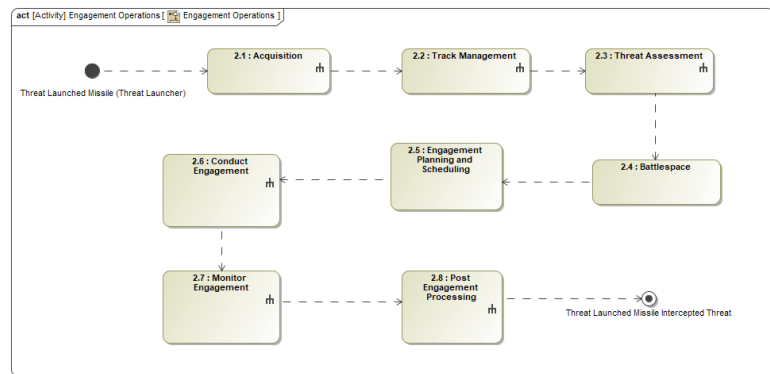 act [Activity] Engagement Operations [ Engagement Operations ]
2.1 : Acquisition
2.2 : Track Management
2.3 : Threat Assessment
Threat Launched Missile (Threat Launcher)
2.4 : Battlespace
2.5 : Engagement
Planning and
Scheduling
2.6 : Conduct
Engagement
2.7 : Monitor
Engagement
2.8 : Post
Engagement
Processing
Threat Launched Missile Intercepted Threat